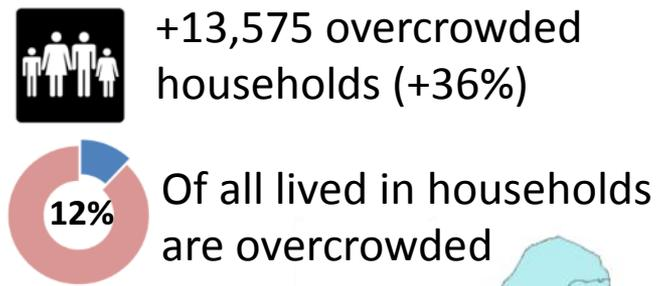 +13,575 overcrowded
households (+36%)
12%
Of all lived in households
are overcrowded